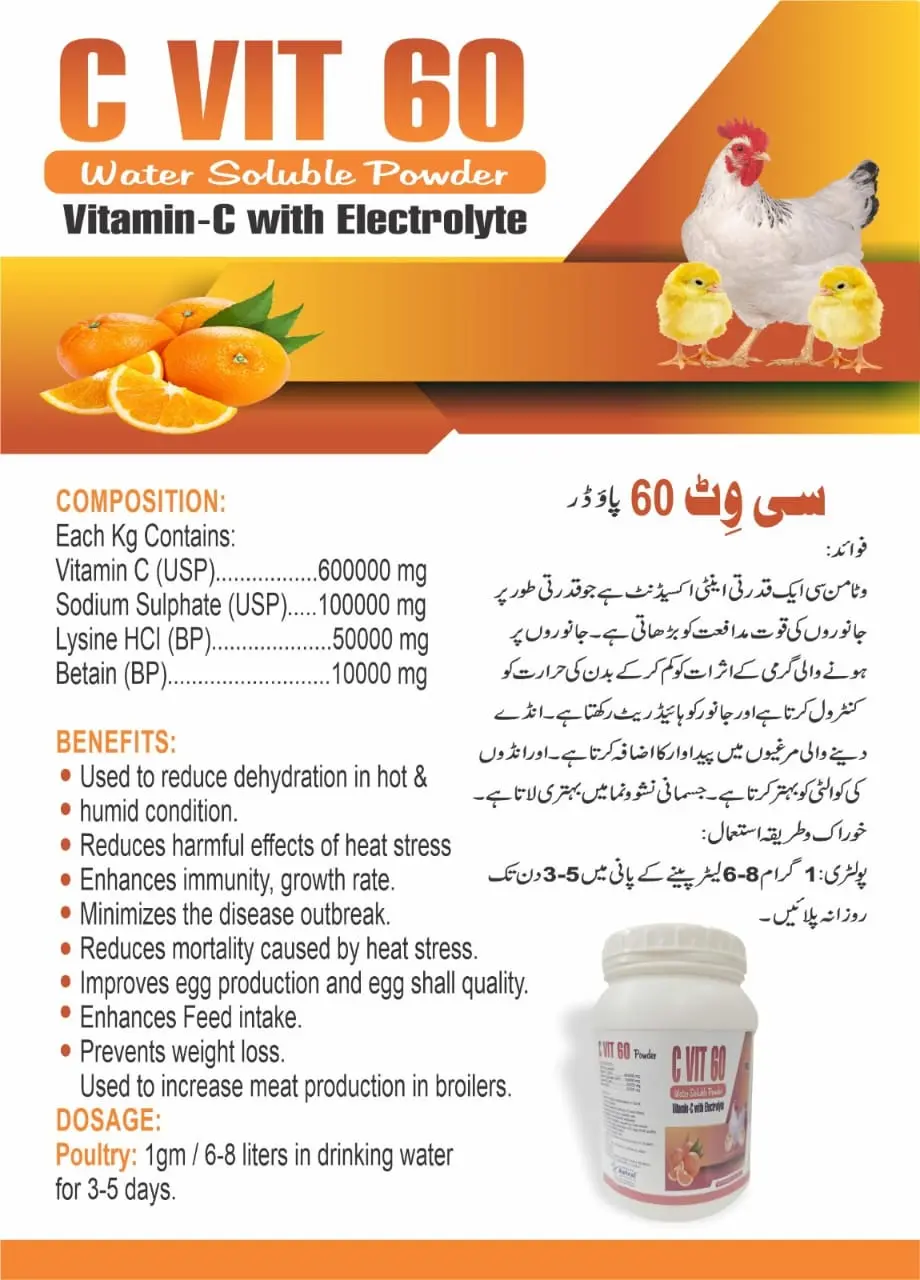 C VIT 60
Water Soluble Powder
Vitamin-C with Electrolyte
COMPOSITION:
Each Kg Contains:
Vitamin C (USP).................600000 mg
Sodium Sulphate (USP).....100000 mg
Lysine HCl (BP)....................50000 mg
Betain (BP)...........................10000 mg
BENEFITS:
• Used to reduce dehydration in hot &
• humid condition.
• Reduces harmful effects of heat stress
• Enhances immunity, growth rate.
• Minimizes the disease outbreak.
• Reduces mortality caused by heat stress.
• Improves egg production and egg shall quality.
• Enhances Feed intake.
• Prevents weight loss.
Used to increase meat production in broilers.
DOSAGE:
Poultry: 1gm / 6-8 liters in drinking water
for 3-5 days.
سی وِٹ 60 پاؤڈر
فوائد:
وٹامن سی ایک قدرتی اینٹی اکسیڈنٹ ہے جو قدرتی طور پر
جانوروں کی قوت مدافعت کو بڑھاتی ہے۔ جانوروں پر
ہونے والی گرمی کے اثرات کو کم کر کے بدن کی حرارت کو
کنٹرول کرتا ہے اور جانور کو ہائیڈریٹ رکھتا ہے۔ انڈے
دینے والی مرغیوں میں پیداوار کا اضافہ کرتا ہے۔ اور انڈوں
کی کوالٹی کو بہتر کرتا ہے۔ جسمانی نشوونما میں بہتری لاتا ہے۔
خوراک و طریقہ استعمال:
پولٹری: 1 گرام 8-6 لیٹر پینے کے پانی میں 5-3 دن تک
روزانہ پلائیں۔
C VIT 60 Powder
C VIT 60
Water Soluble Powder
Vitamin-C with Electrolyte